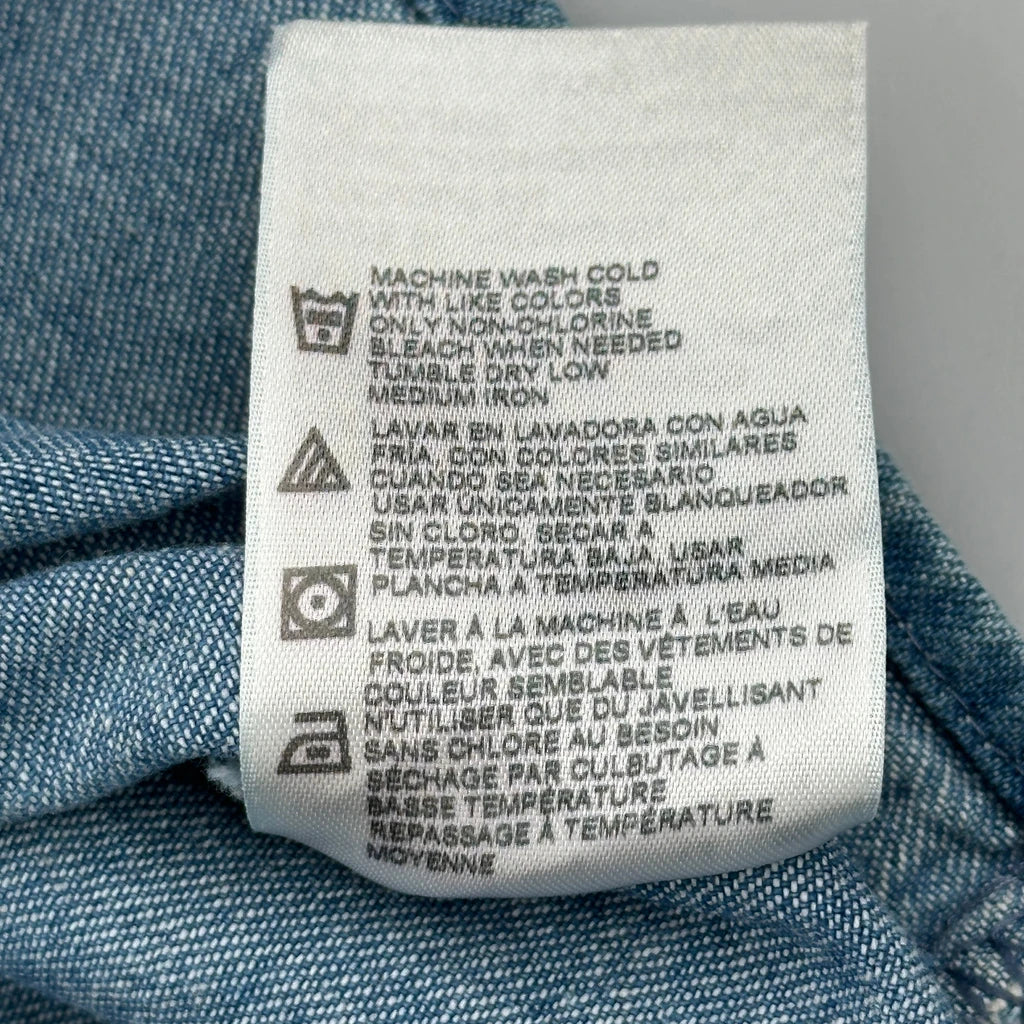 MACHINE WASH COLD
WITH LIKE COLORS
ONLY NON-CHLORINE
BLEACH WHEN NEEDED
TUMBLE DRY LOW
MEDIUM IRON
LAVAR EN LAVADORA CON AGUA
FRIA, CON COLORES SIMILARES
CUANDO SEA NECESARIO
USAR UNICAMENTE BLANQUEADOR
SIN CLORO, SECAR A
TEMPERATURA BAJA, USAR
PLANCHA A TEMPERATURA MEDIA
LAVER À LA MACHINE À L'EAU
FROIDE, AVEC DES VÊTEMENTS DE
COULEUR SEMBLABLE
N'UTILISER QUE DU JAVELLISANT
SANS CHLORE AU BESOIN
SÉCHAGE PAR CULBUTAGE À
BASSE TEMPÉRATURE
REPASSAGE À TEMPÉRATURE
MOYENNE